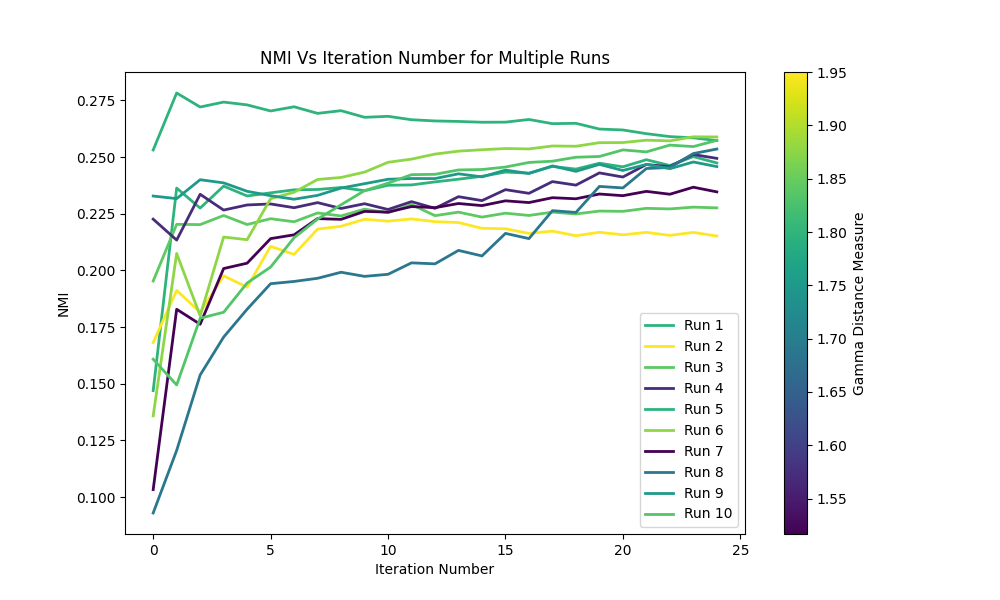 NMI Vs Iteration Number for Multiple Runs
NMI
0.275
0.250
0.225
0.200
0.175
0.150
0.125
0.100
0
5
10
15
20
25
Iteration Number
Run 1
Run 2
Run 3
Run 4
Run 5
Run 6
Run 7
Run 8
Run 9
Run 10
1.95
1.90
1.85
1.80
1.75
1.70
1.65
1.60
1.55
Gamma Distance Measure